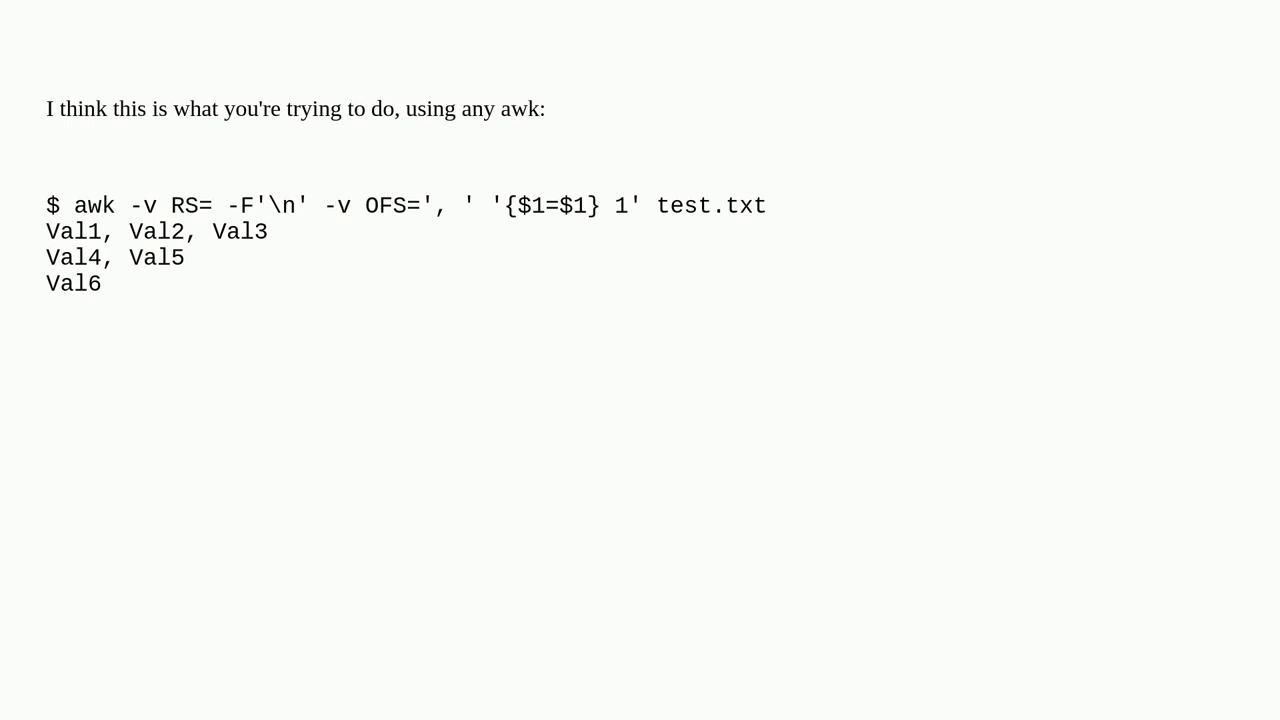 I think this is what you're trying to do, using any awk:
$ awk -v RS= -F'\n' -v OFS=', ' '{$1=$1} 1' test.txt
Val1, Val2, Val3
Val4, Val5
Val6